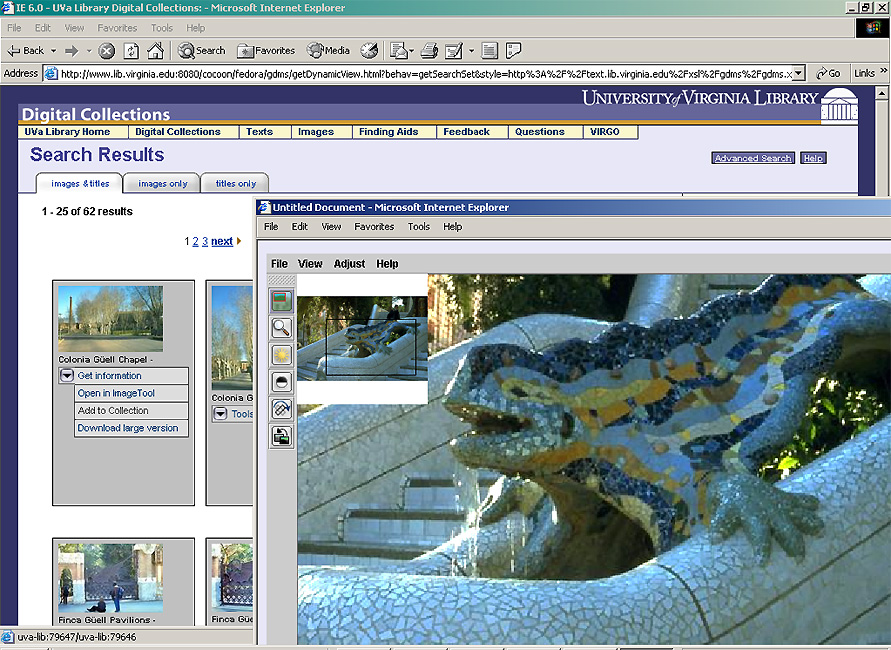 IE 6.0 - UVa Library Digital Collections: - Microsoft Internet Explorer
File Edit View Favorites Tools Help
Back Search Favorites Media
Address http://www.lib.virginia.edu:8080/cocoon/fedora/gdms/getDynamicView.html?behav=getSearchSet&style=http%3A%2F%2Ftext.lib.virginia.edu%2Fxsl%2Fgdms%2Fgdms.x Go Links »
UNIVERSITY of VIRGINIA LIBRARY
Digital Collections
UVa Library Home Digital Collections Texts Images Finding Aids Feedback Questions VIRGO
Search Results
Advanced Search Help
images & titles images only titles only
1 - 25 of 62 results
1 2 3 next
Colonia Güell Chapel -
Get information
Open in ImageTool
Add to Collection
Download large version
Colonia G
Tools
Finca Güell Pavilions -
Finca Güe
Untitled Document - Microsoft Internet Explorer
File Edit View Favorites Tools Help
File View Adjust Help
uva-lib:79647/uva-lib:79646